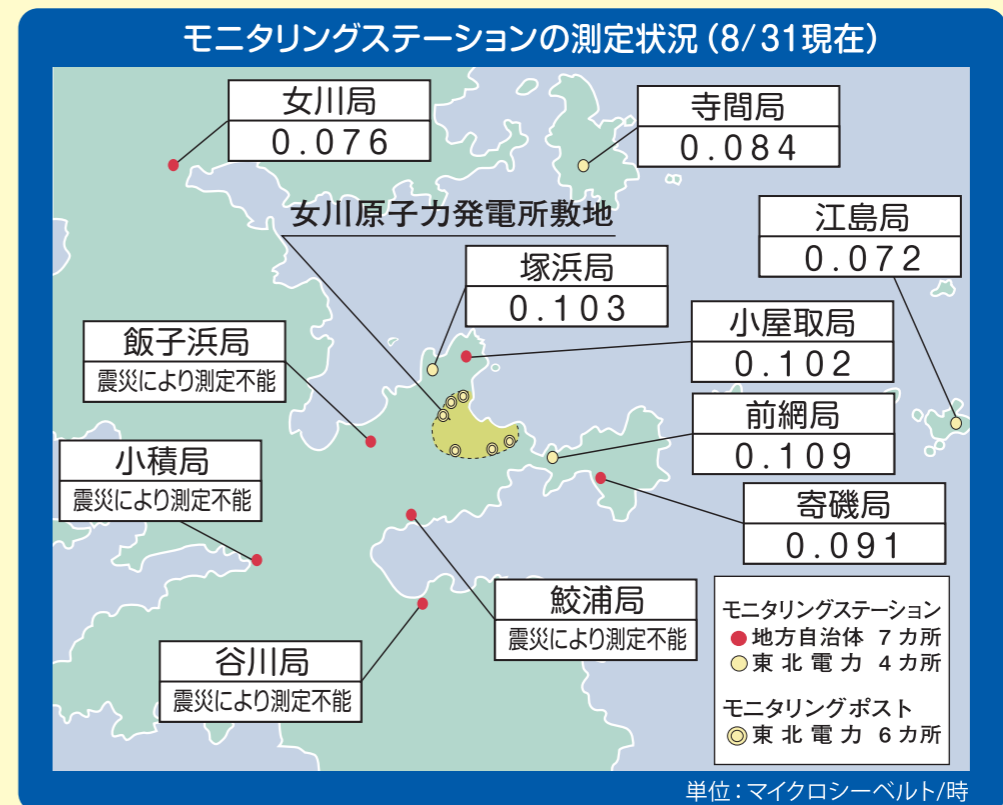 モニタリングステーションの測定状況(8/31現在)
女川局
0.076
寺間局
0.084
女川原子力発電所敷地
江島局
0.072
塚浜局
0.103
小屋取局
0.102
飯子浜局
震災により測定不能
前網局
0.109
小積局
震災により測定不能
寄磯局
0.091
鮫浦局
震災により測定不能
谷川局
震災により測定不能
モニタリングステーション
地方自治体 7カ所
東北電力 4カ所
モニタリングポスト
東北電力 6カ所
単位:マイクロシーベルト/時